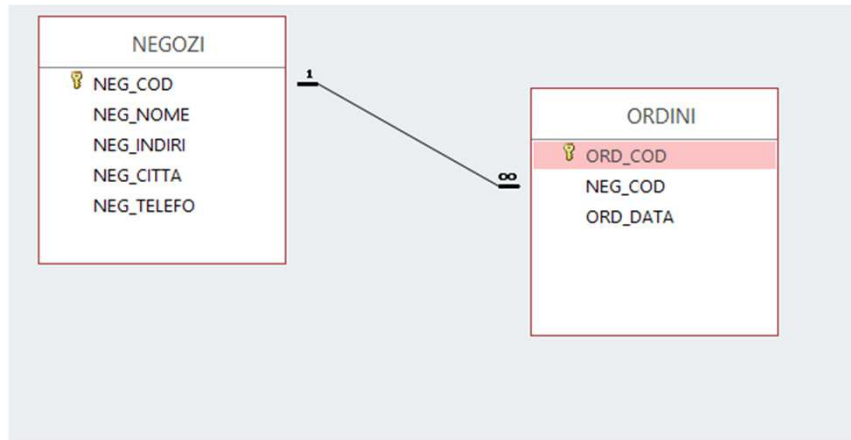 NEGOZI
NEG_COD
NEG_NOME
NEG_INDIRI
NEG_CITTA
NEG_TELEFO
1
∞
ORDINI
ORD_COD
NEG_COD
ORD_DATA